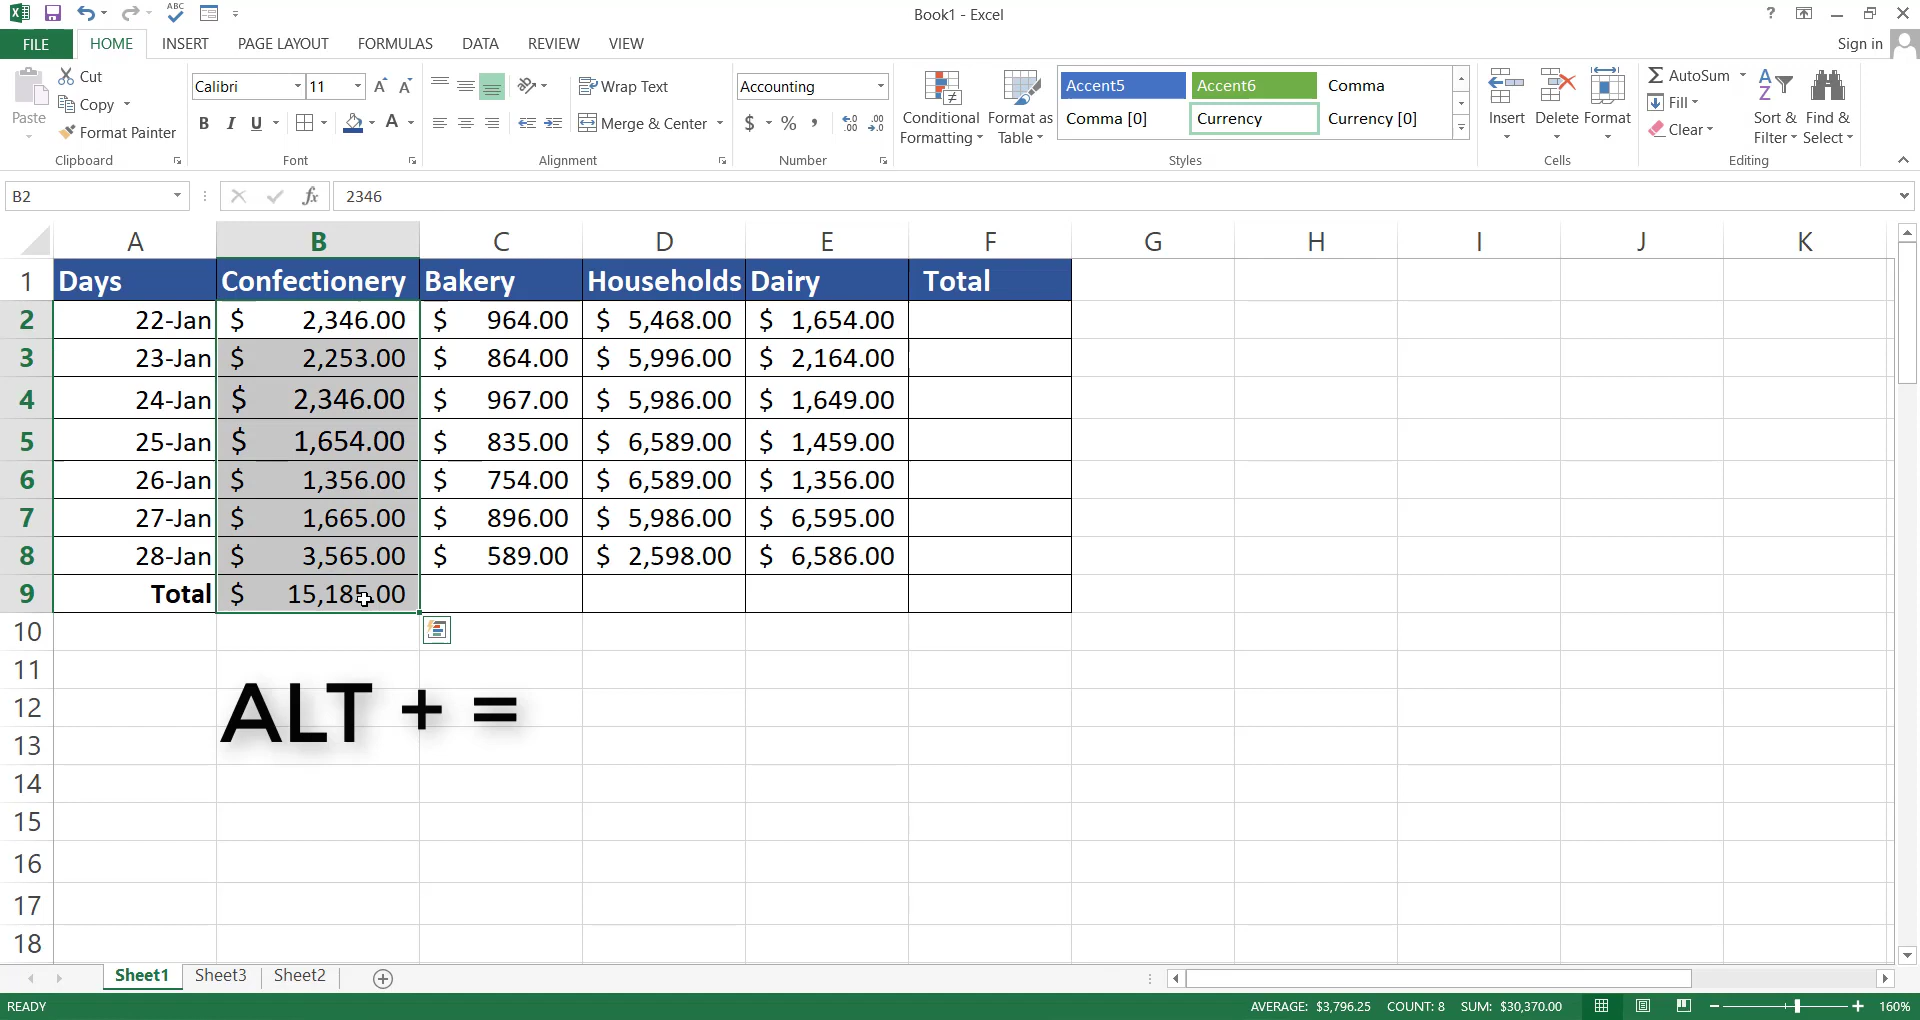 Book1 - Excel
?
ABC
FILE HOME INSERT PAGE LAYOUT FORMULAS DATA REVIEW VIEW Sign in
Paste Cut Copy Format Painter Clipboard
Calibri 11 A A B I U A Font
Wrap Text Merge & Center Alignment
Accounting $ % , .00 .0 Number
Conditional Formatting Format as Table
Accent5 Accent6 Comma
Comma [0] Currency Currency [0]
Styles
Insert Delete Format Cells
Σ AutoSum Fill Clear Sort & Filter Find & Select Editing
B2 fx 2346
A B C D E F G H I J K
1 Days Confectionery Bakery Households Dairy Total
2 22-Jan $ 2,346.00 $ 964.00 $ 5,468.00 $ 1,654.00
3 23-Jan $ 2,253.00 $ 864.00 $ 5,996.00 $ 2,164.00
4 24-Jan $ 2,346.00 $ 967.00 $ 5,986.00 $ 1,649.00
5 25-Jan $ 1,654.00 $ 835.00 $ 6,589.00 $ 1,459.00
6 26-Jan $ 1,356.00 $ 754.00 $ 6,589.00 $ 1,356.00
7 27-Jan $ 1,665.00 $ 896.00 $ 5,986.00 $ 6,595.00
8 28-Jan $ 3,565.00 $ 589.00 $ 2,598.00 $ 6,586.00
9 Total $ 15,185.00
10
11
12
ALT + =
13
14
15
16
17
18
Sheet1 Sheet3 Sheet2
READY AVERAGE: $3,796.25 COUNT: 8 SUM: $30,370.00 160%